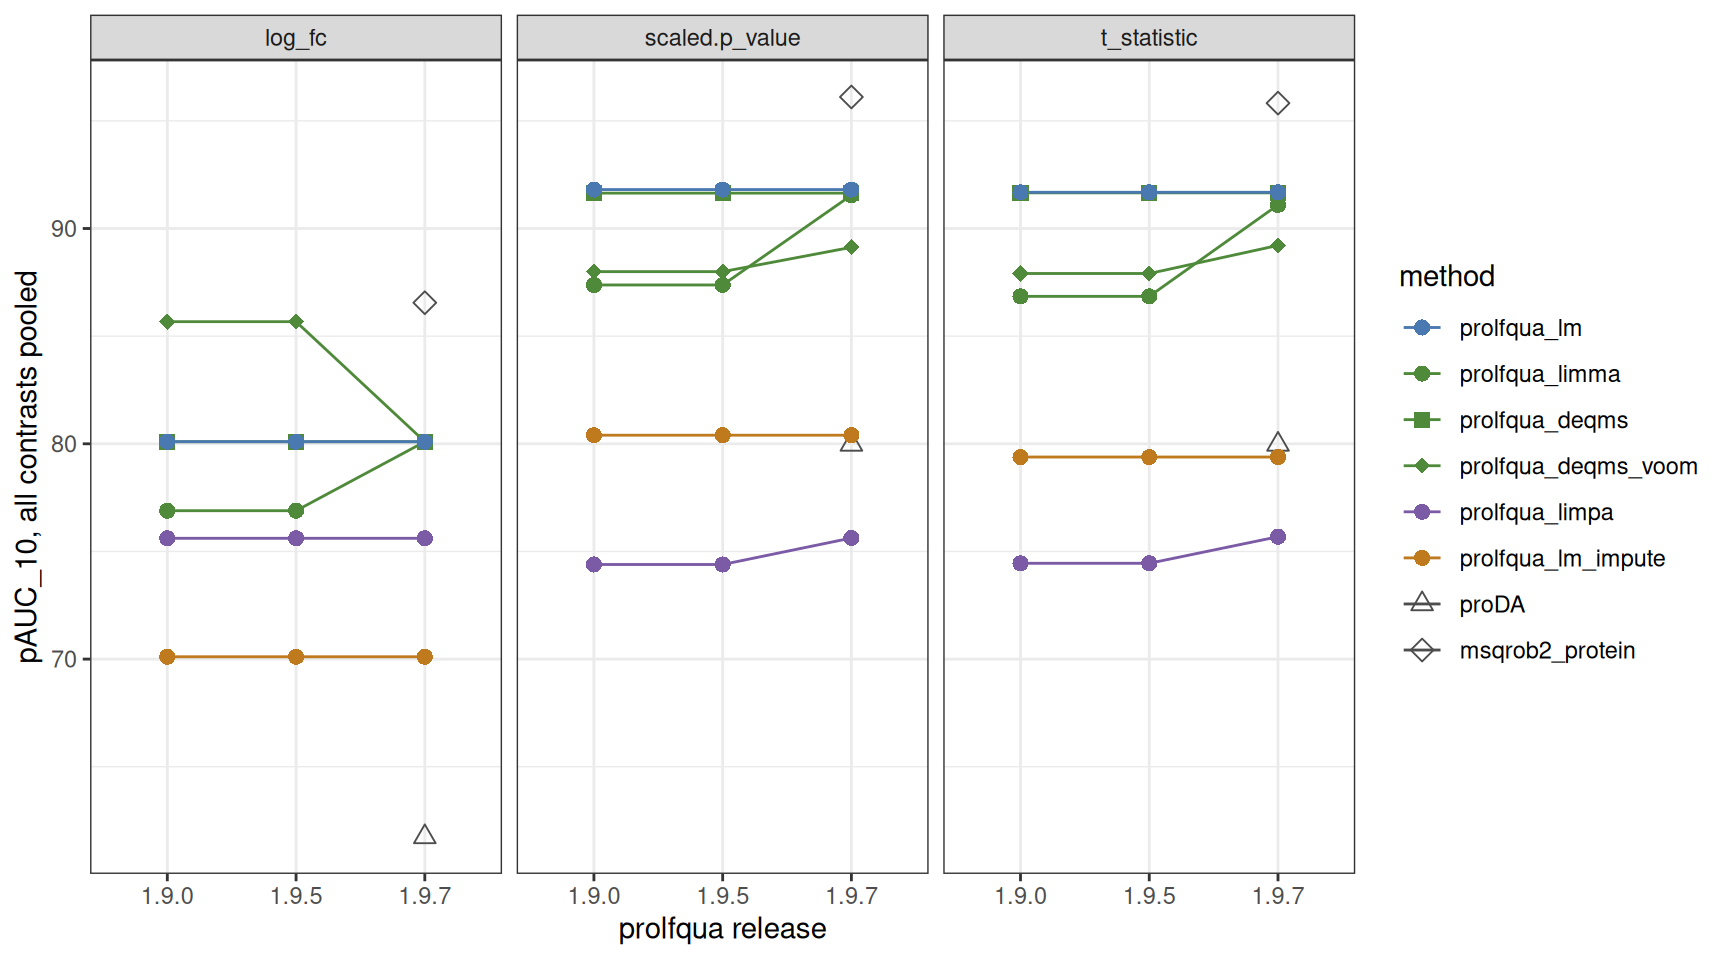 log_fc
scaled.p_value
t_statistic
pAUC_10, all contrasts pooled
90
80
70
1.9.0
1.9.5
1.9.7
1.9.0
1.9.5
1.9.7
1.9.0
1.9.5
1.9.7
prolfqua release
method
prolfqua_lm
prolfqua_limma
prolfqua_deqms
prolfqua_deqms_voom
prolfqua_limpa
prolfqua_lm_impute
proDA
msqrob2_protein